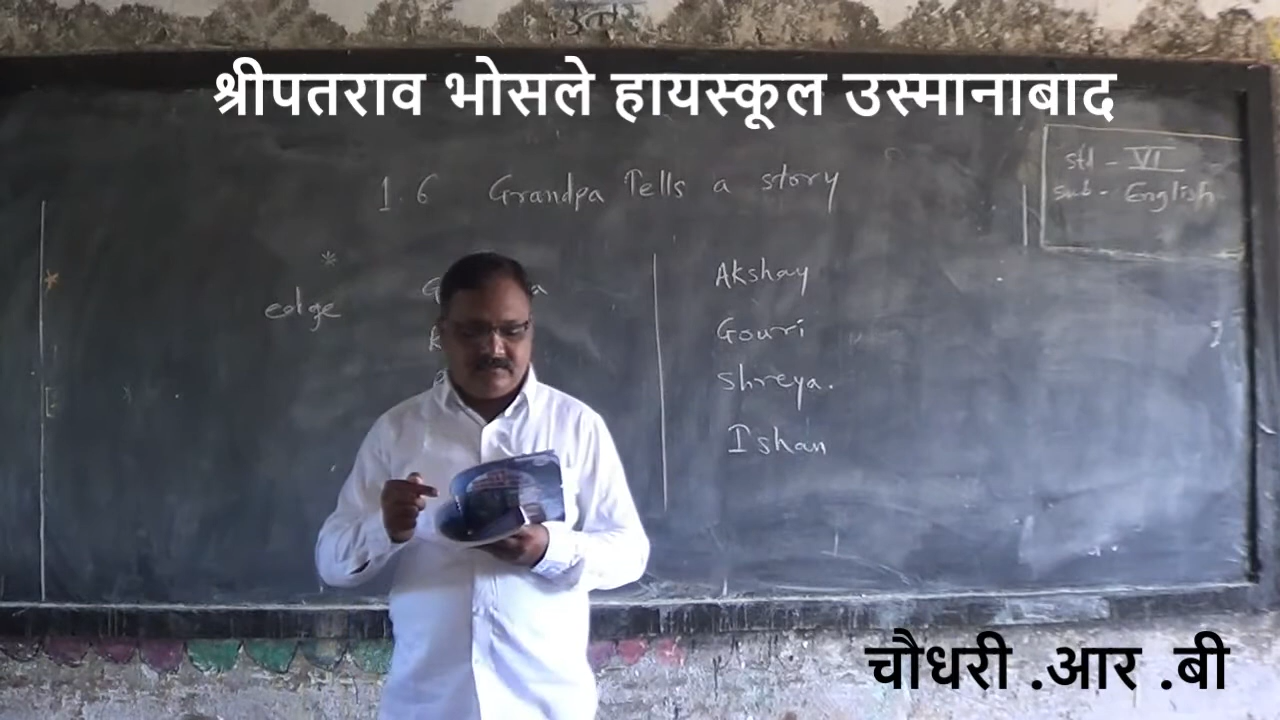 श्रीपतराव भोसले हायस्कूल उस्मानाबाद
std - VI
sub - English
1.6 Grandpa Tells a story
edge
Akshay
Gouri
Shreya.
Ishan
चौधरी .आर .बी